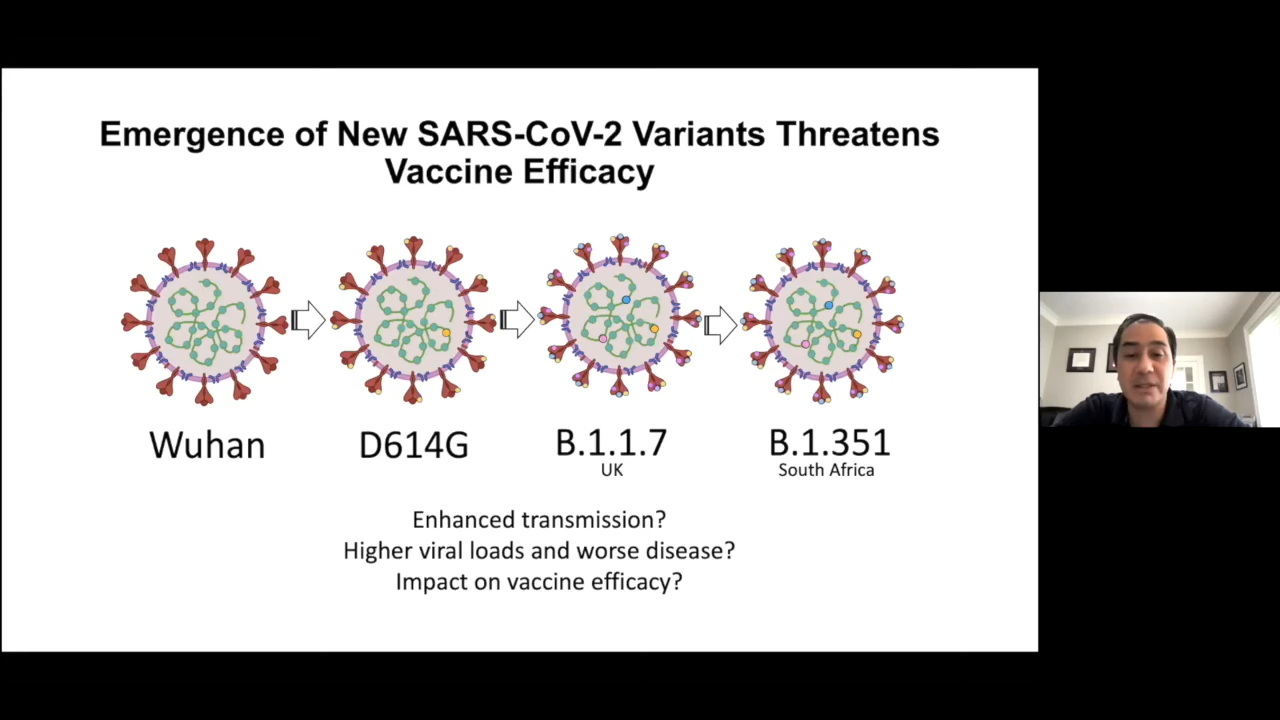 Emergence of New SARS-CoV-2 Variants Threatens
Vaccine Efficacy
Wuhan
D614G
B.1.1.7
UK
B.1.351
South Africa
Enhanced transmission?
Higher viral loads and worse disease?
Impact on vaccine efficacy?